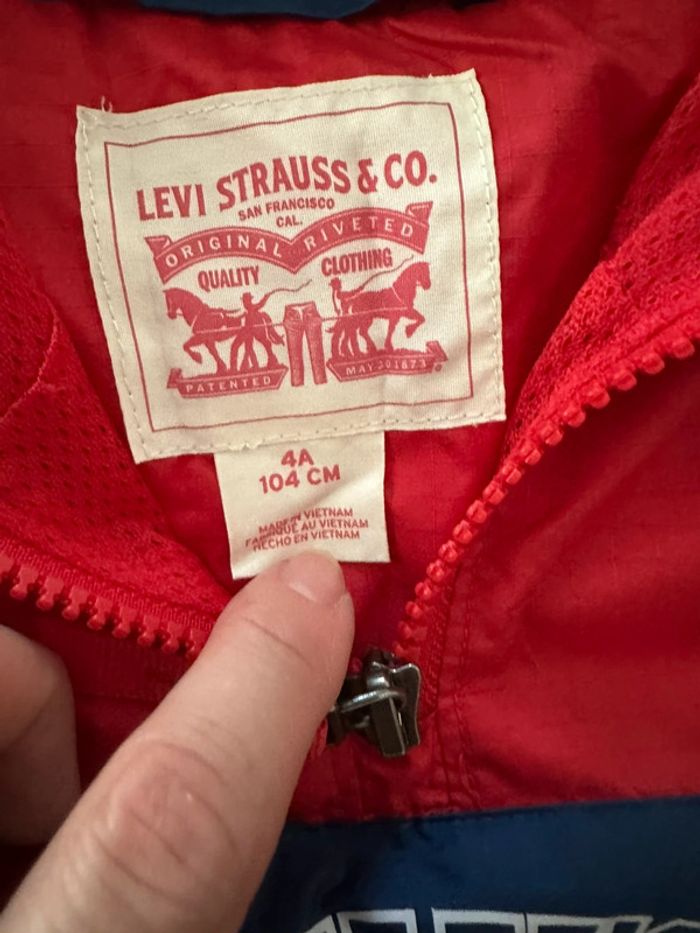 LEVI STRAUSS & CO.
SAN FRANCISCO
CAL.
ORIGINAL RIVETED
QUALITY CLOTHING
PATENTED MAY 20 1873
4A
104 CM
MADE IN VIETNAM
FABRIQUÉ AU VIETNAM
HECHO EN VIETNAM